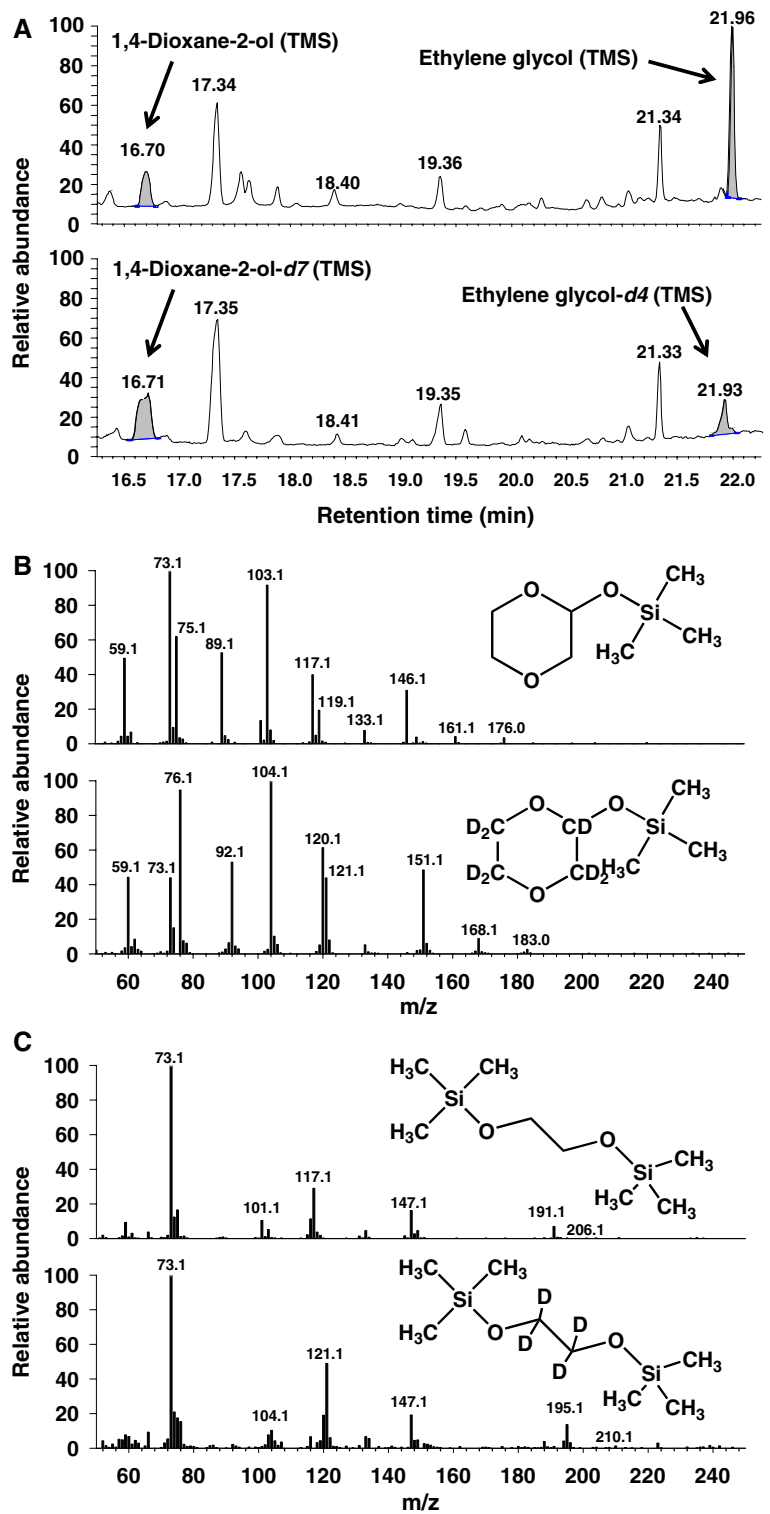 A
1,4-Dioxane-2-ol (TMS)
Ethylene glycol (TMS)
21.96
17.34
16.70
18.40
19.36
21.34
100
80
60
40
20
0
Relative abundance
1,4-Dioxane-2-ol-d7 (TMS)
Ethylene glycol-d4 (TMS)
17.35
16.71
18.41
19.35
21.33
21.93
100
80
60
40
20
0
Relative abundance
16.5 17.0 17.5 18.0 18.5 19.0 19.5 20.0 20.5 21.0 21.5 22.0
Retention time (min)
B
100
80
60
40
20
0
Relative abundance
59.1
73.1
75.1
89.1
103.1
117.1
119.1
133.1
146.1
161.1
176.0
O
O
CH3
Si
CH3
H3C
O
100
80
60
40
20
0
Relative abundance
59.1
73.1
76.1
92.1
104.1
120.1
121.1
151.1
168.1
183.0
O
O
CH3
D2C
CD
Si
D2C
CD2
H3C
CH3
O
60 80 100 120 140 160 180 200 220 240
m/z
C
100
80
60
40
20
0
Relative abundance
73.1
101.1
117.1
147.1
191.1
206.1
H3C
CH3
Si
H3C
O
O
CH3
Si
H3C
CH3
100
80
60
40
20
0
Relative abundance
73.1
104.1
121.1
147.1
195.1
210.1
H3C
CH3
Si
D
H3C
O
D
D
O
D
CH3
Si
H3C
CH3
60 80 100 120 140 160 180 200 220 240
m/z